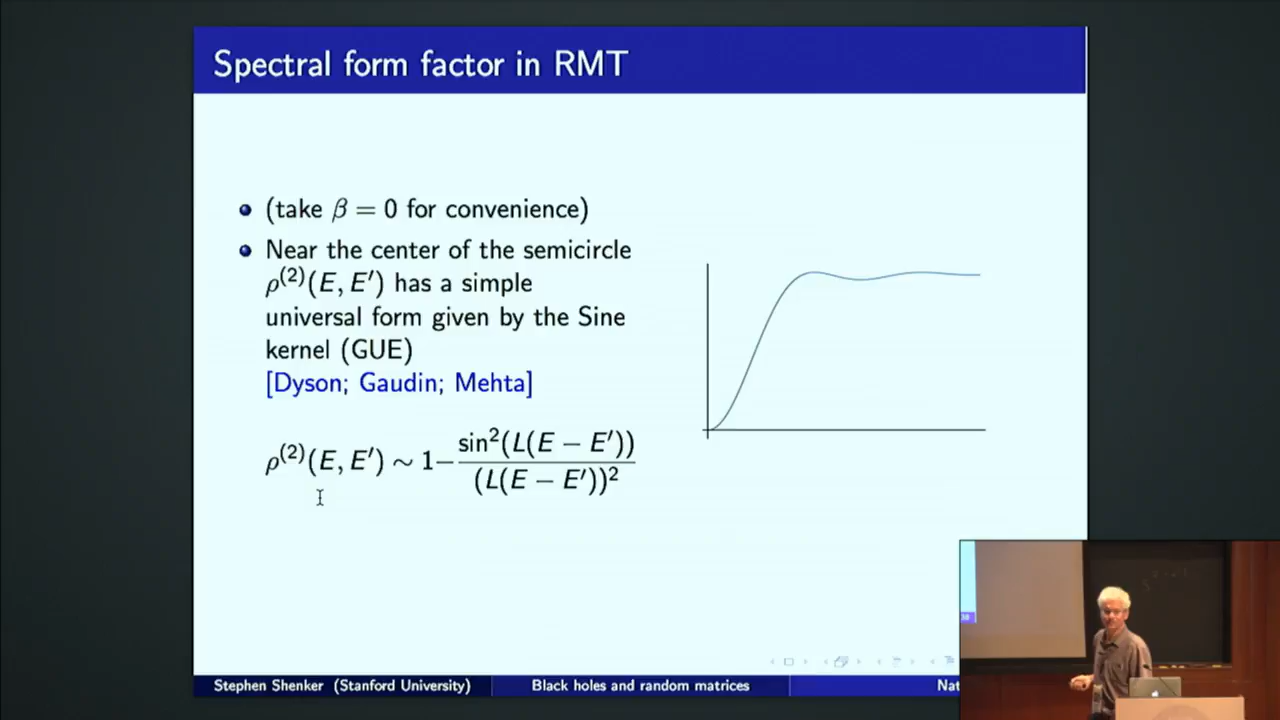 Spectral form factor in RMT
(take β = 0 for convenience)
Near the center of the semicircle
ρ⁽²⁾(E, E′) has a simple
universal form given by the Sine
kernel (GUE)
[Dyson; Gaudin; Mehta]
ρ⁽²⁾(E, E′) ∼ 1− sin²(L(E − E′)) / (L(E − E′))²
Stephen Shenker (Stanford University) Black holes and random matrices Nat